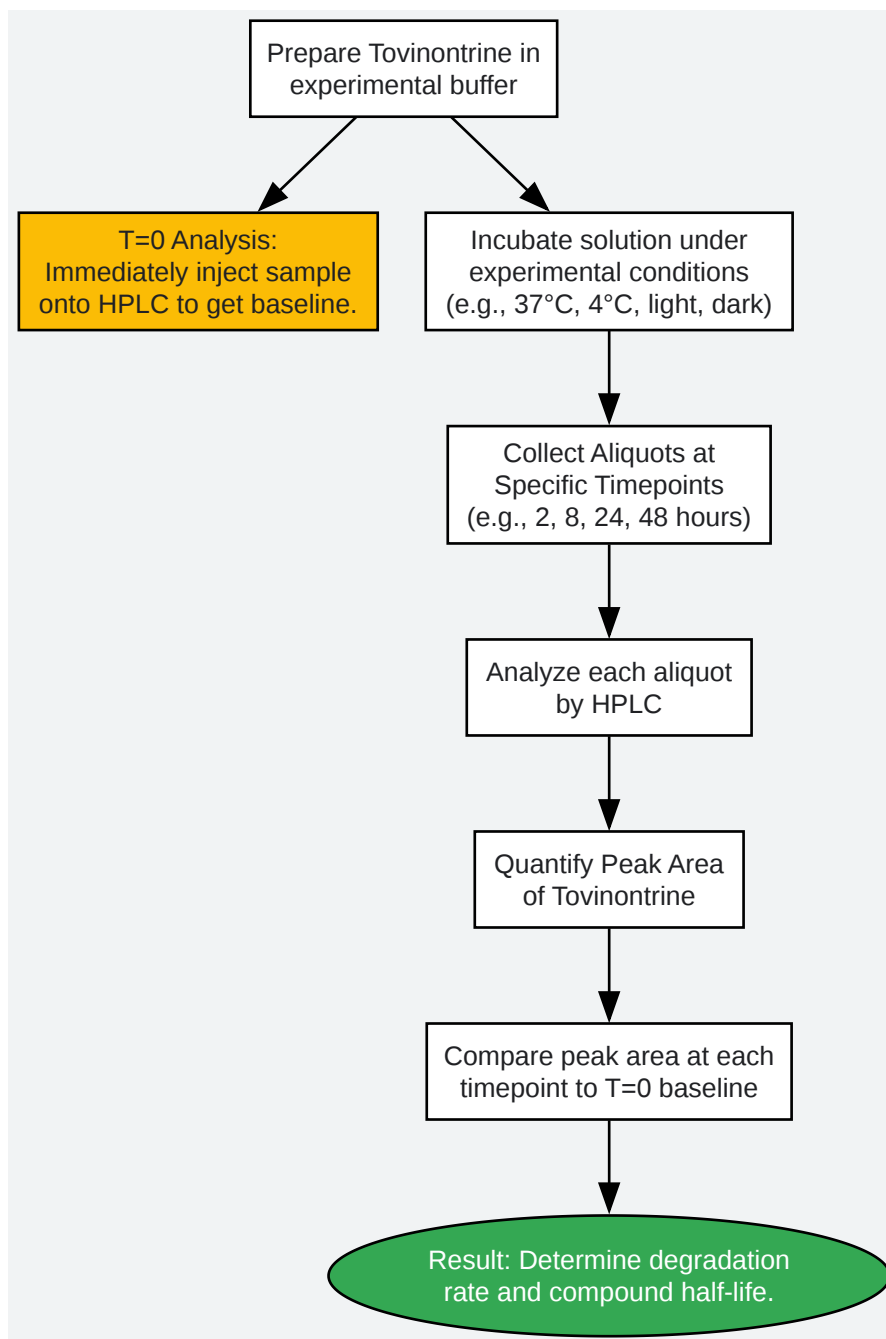 Prepare Tovinontrine in
experimental buffer
T=0 Analysis:
Immediately inject sample
onto HPLC to get baseline.
Incubate solution under
experimental conditions
(e.g., 37°C, 4°C, light, dark)
Collect Aliquots at
Specific Timepoints
(e.g., 2, 8, 24, 48 hours)
Analyze each aliquot
by HPLC
Quantify Peak Area
of Tovinontrine
Compare peak area at each
timepoint to T=0 baseline
Result: Determine degradation
rate and compound half-life.